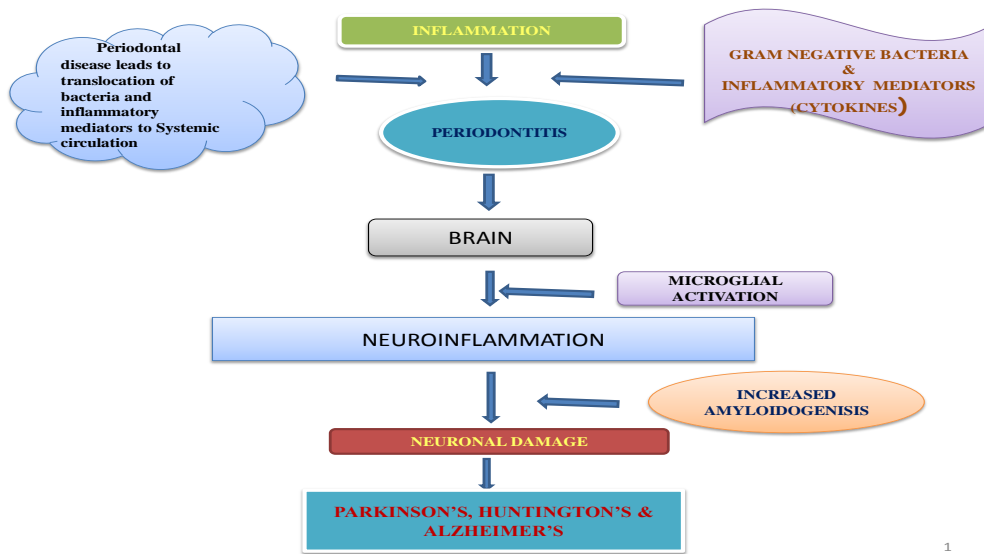 INFLAMMATION
Periodontal
disease leads to
translocation of
bacteria and
inflammatory
mediators to Systemic
circulation
GRAM NEGATIVE BACTERIA
&
INFLAMMATORY MEDIATORS
(CYTOKINES)
PERIODONTITIS
BRAIN
MICROGLIAL
ACTIVATION
NEUROINFLAMMATION
INCREASED
AMYLOIDOGENISIS
NEURONAL DAMAGE
PARKINSON'S, HUNTINGTON'S &
ALZHEIMER'S
1